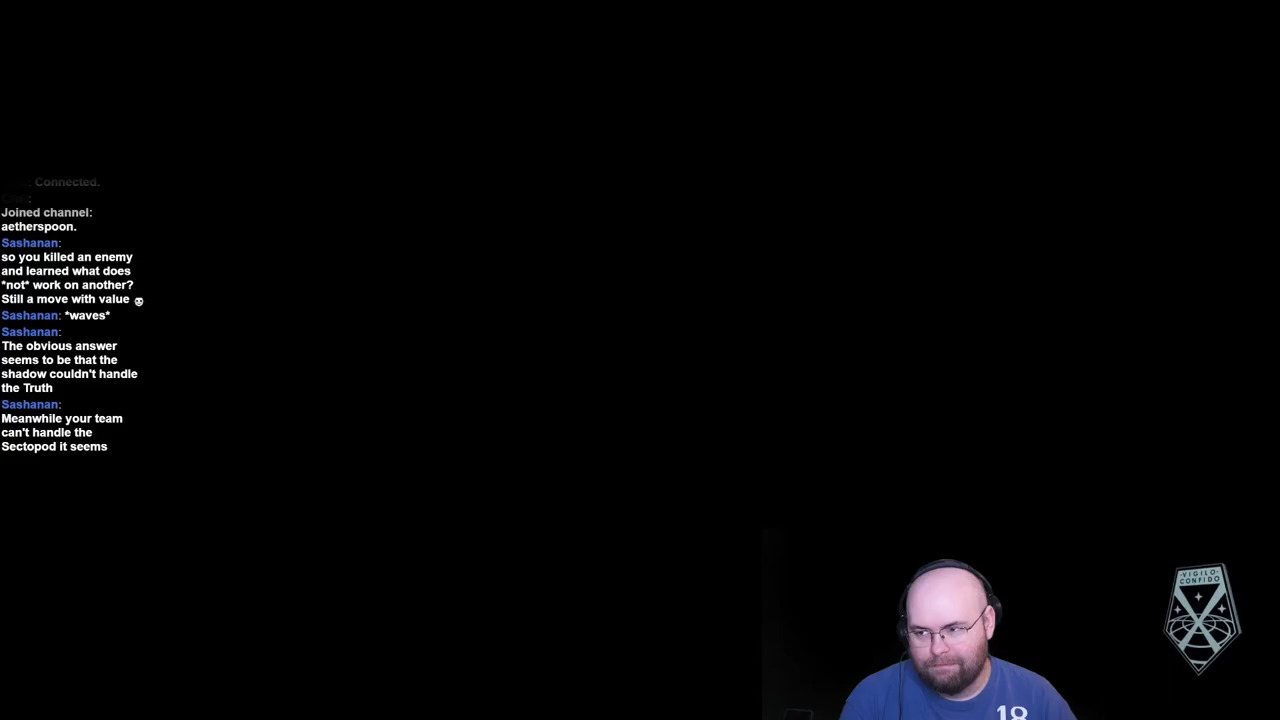 : Connected.
Joined channel:
aetherspoon.
Sashanan:
so you killed an enemy
and learned what does
*not* work on another?
Still a move with value
Sashanan: *waves*
Sashanan:
The obvious answer
seems to be that the
shadow couldn't handle
the Truth
Sashanan:
Meanwhile your team
can't handle the
Sectopod it seems
·VIGILO·
CONFIDO
18